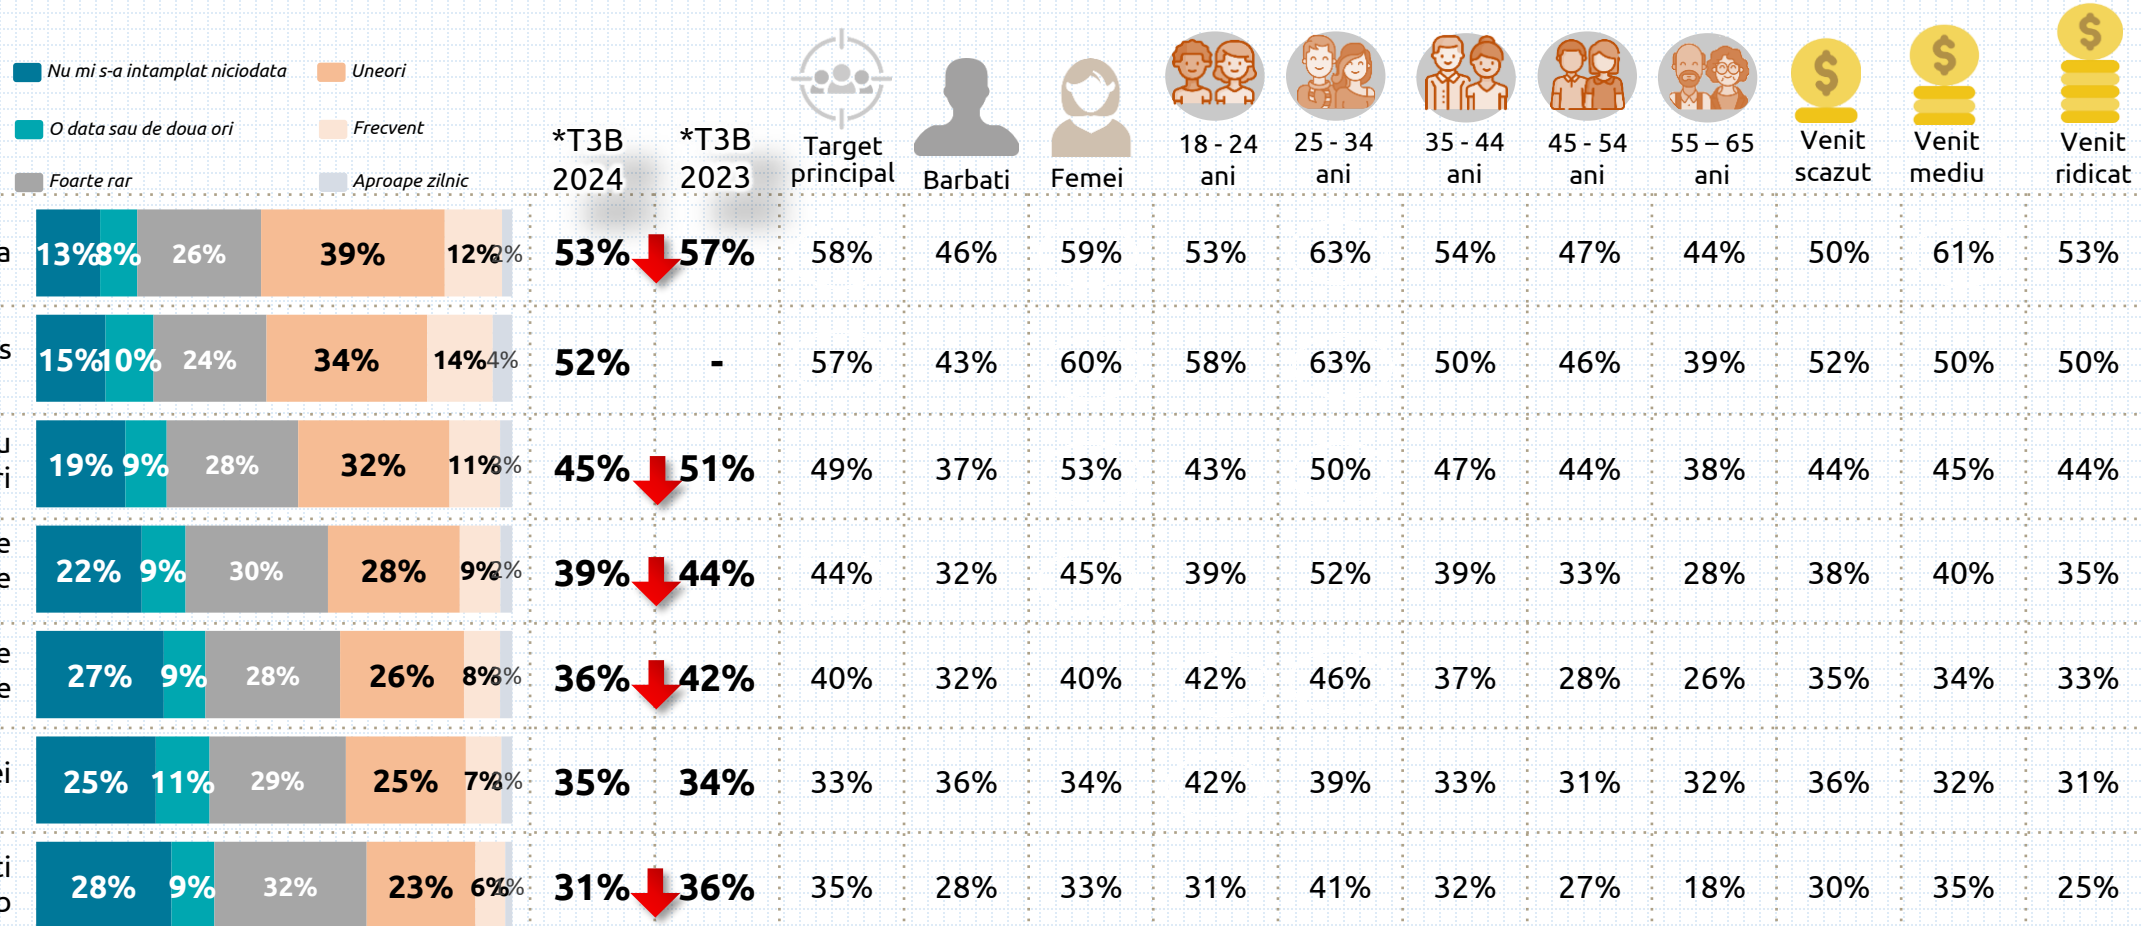 Nu mi s-a intamplat niciodata
Uneori
O data sau de doua ori
Frecvent
Foarte rar
Aproape zilnic
*T3B
2024
*T3B
2023
Target
principal
Barbati
Femei
18 - 24
ani
25 - 34
ani
35 - 44
ani
45 - 54
ani
55 – 65
ani
Venit
scazut
Venit
mediu
Venit
ridicat
a
13% 8% 26% 39% 12% 2% 53% 57% 58% 46% 59% 53% 63% 54% 47% 44% 50% 61% 53%
s
15% 10% 24% 34% 14% 4% 52% - 57% 43% 60% 58% 63% 50% 46% 39% 52% 50% 50%
u
ri
19% 9% 28% 32% 11% 45% 51% 49% 37% 53% 43% 50% 47% 44% 38% 44% 45% 44%
e
e
22% 9% 30% 28% 9% 2% 39% 44% 44% 32% 45% 39% 52% 39% 33% 28% 38% 40% 35%
e
e
27% 9% 28% 26% 8% 36% 42% 40% 32% 40% 42% 46% 37% 28% 26% 35% 34% 33%
ei
25% 11% 29% 25% 7% 35% 34% 33% 36% 34% 42% 39% 33% 31% 32% 36% 32% 31%
ti
o
28% 9% 32% 23% 6% 31% 36% 35% 28% 33% 31% 41% 32% 27% 18% 30% 35% 25%